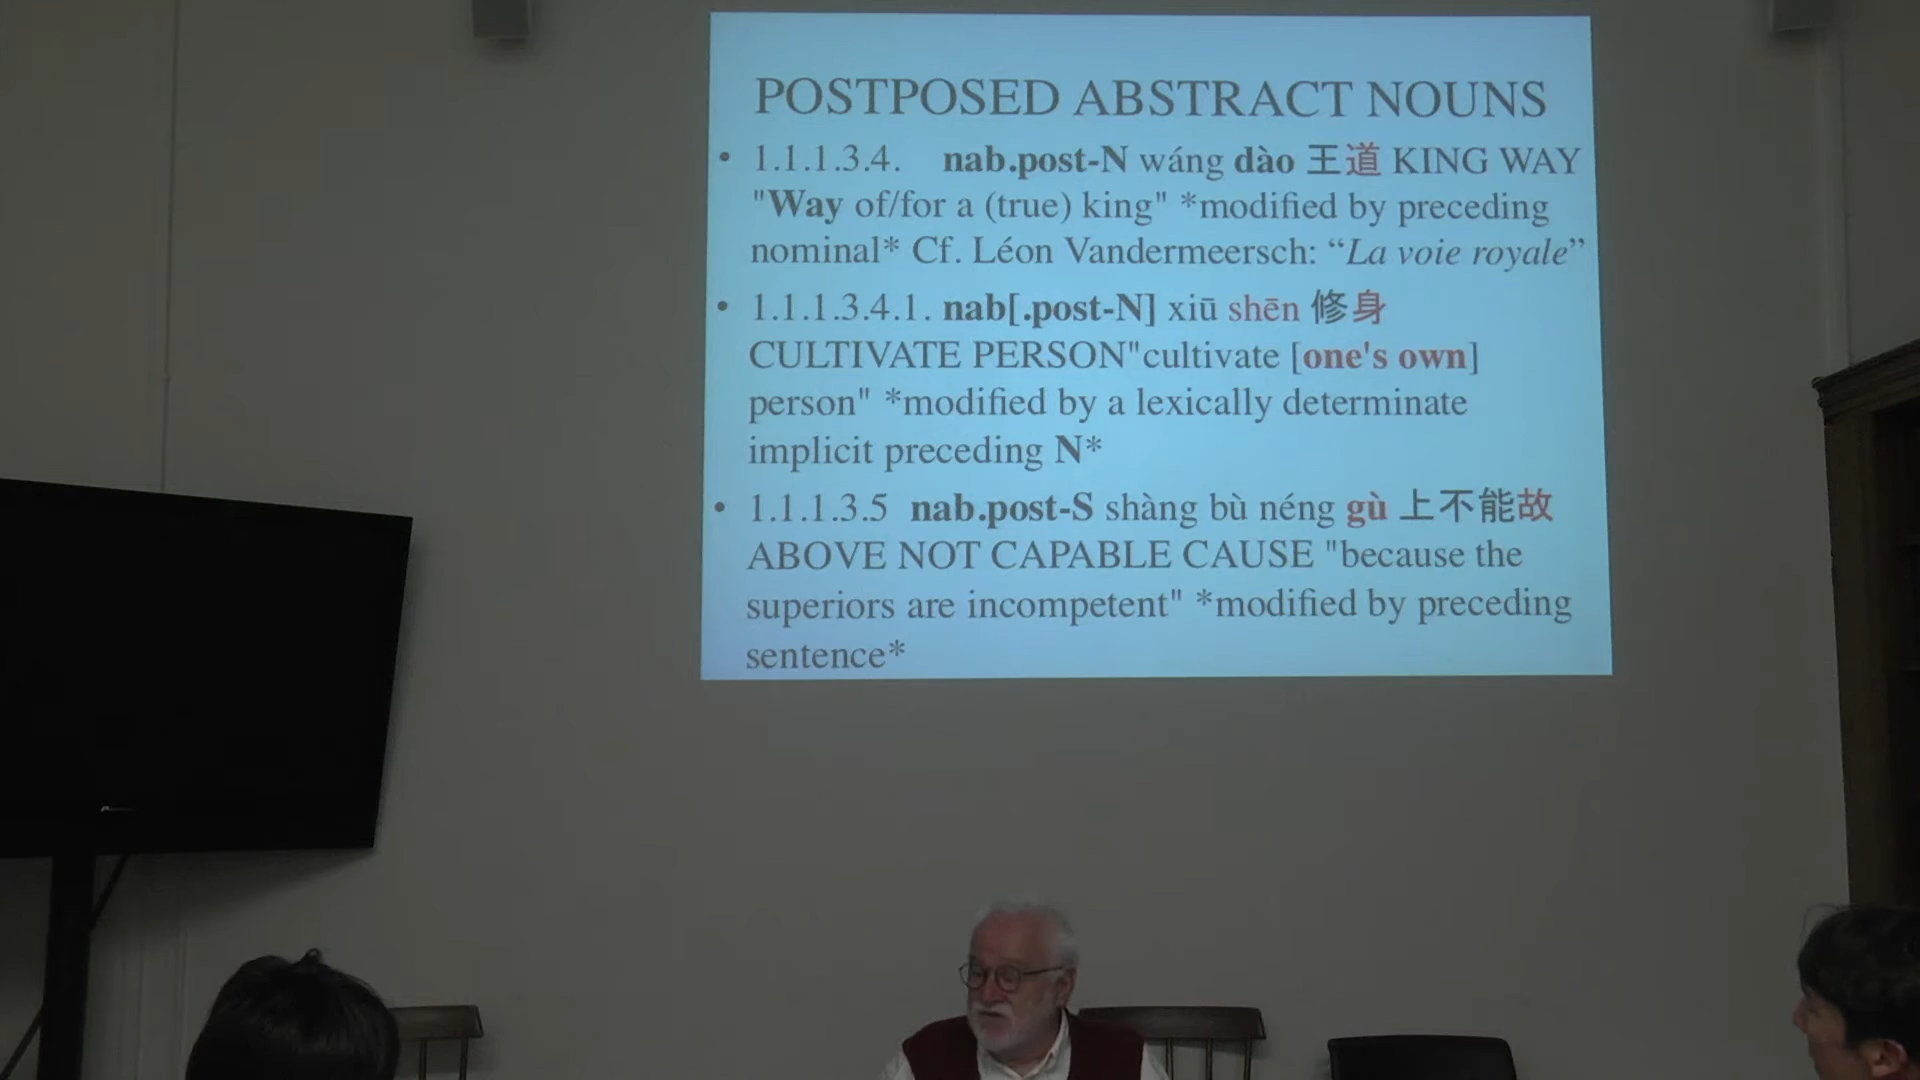 POSTPOSED ABSTRACT NOUNS
• 1.1.1.3.4. nab.post-N wáng dào 王道 KING WAY
"Way of/for a (true) king" *modified by preceding
nominal* Cf. Léon Vandermeersch: “La voie royale”
• 1.1.1.3.4.1. nab[.post-N] xiū shēn 修身
CULTIVATE PERSON"cultivate [one's own]
person" *modified by a lexically determinate
implicit preceding N*
• 1.1.1.3.5 nab.post-S shàng bù néng gù 上不能故
ABOVE NOT CAPABLE CAUSE "because the
superiors are incompetent" *modified by preceding
sentence*